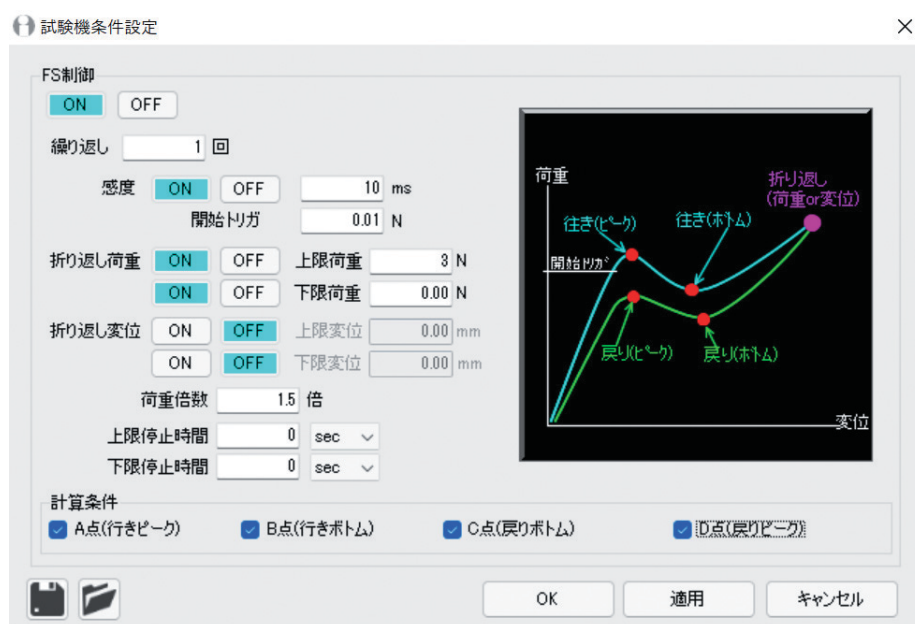 試験機条件設定
FS制御
ON OFF
繰り返し 1 回
感度 ON OFF 10 ms
開始トリガ 0.01 N
折り返し荷重 ON OFF 上限荷重 3 N
ON OFF 下限荷重 0.00 N
折り返し変位 ON OFF 上限変位 0.00 mm
ON OFF 下限変位 0.00 mm
荷重倍数 1.5 倍
上限停止時間 0 sec
下限停止時間 0 sec
荷重
折り返し
(荷重or変位)
往き(ピーク) 往き(ボトム)
開始トリガ
戻り(ピーク) 戻り(ボトム)
変位
計算条件
A点(行きピーク) B点(行きボトム) C点(戻りボトム) D点(戻りピーク)
OK 適用 キャンセル